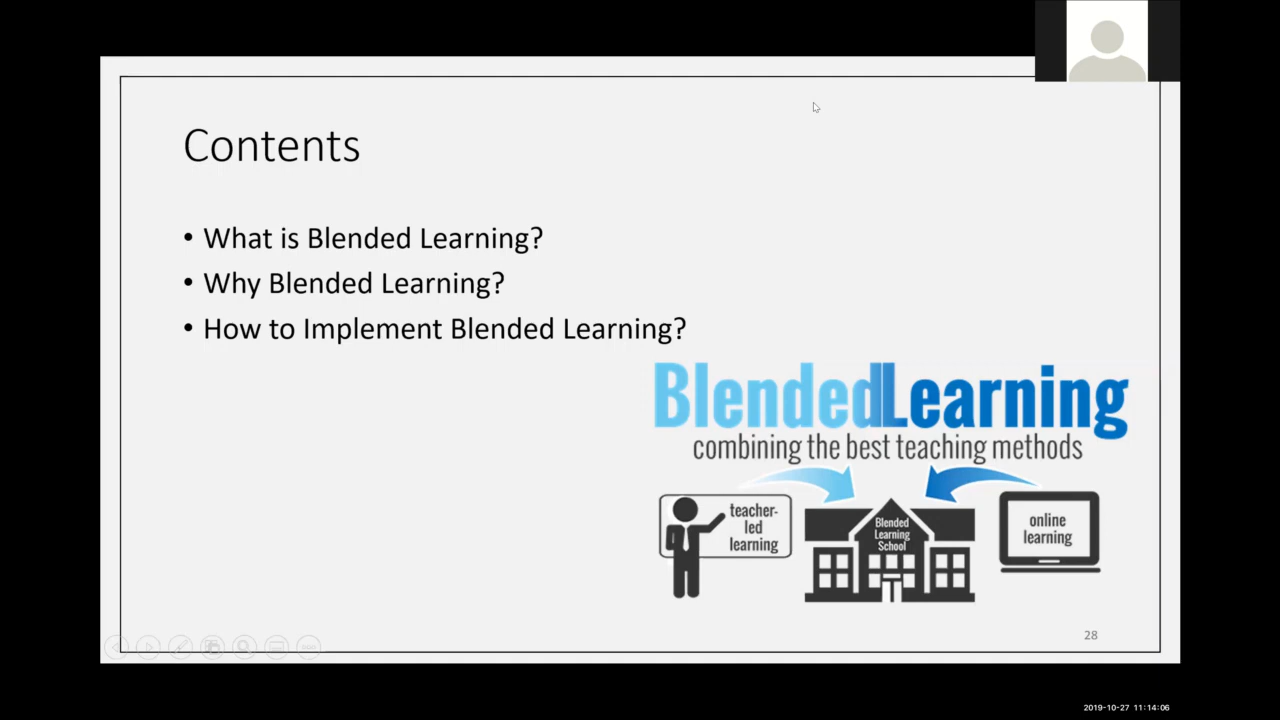 Contents
• What is Blended Learning?
• Why Blended Learning?
• How to Implement Blended Learning?
BlendedLearning
combining the best teaching methods
teacher-
led
learning
Blended
Learning
School
online
learning
28
2019-10-27 11:14:06